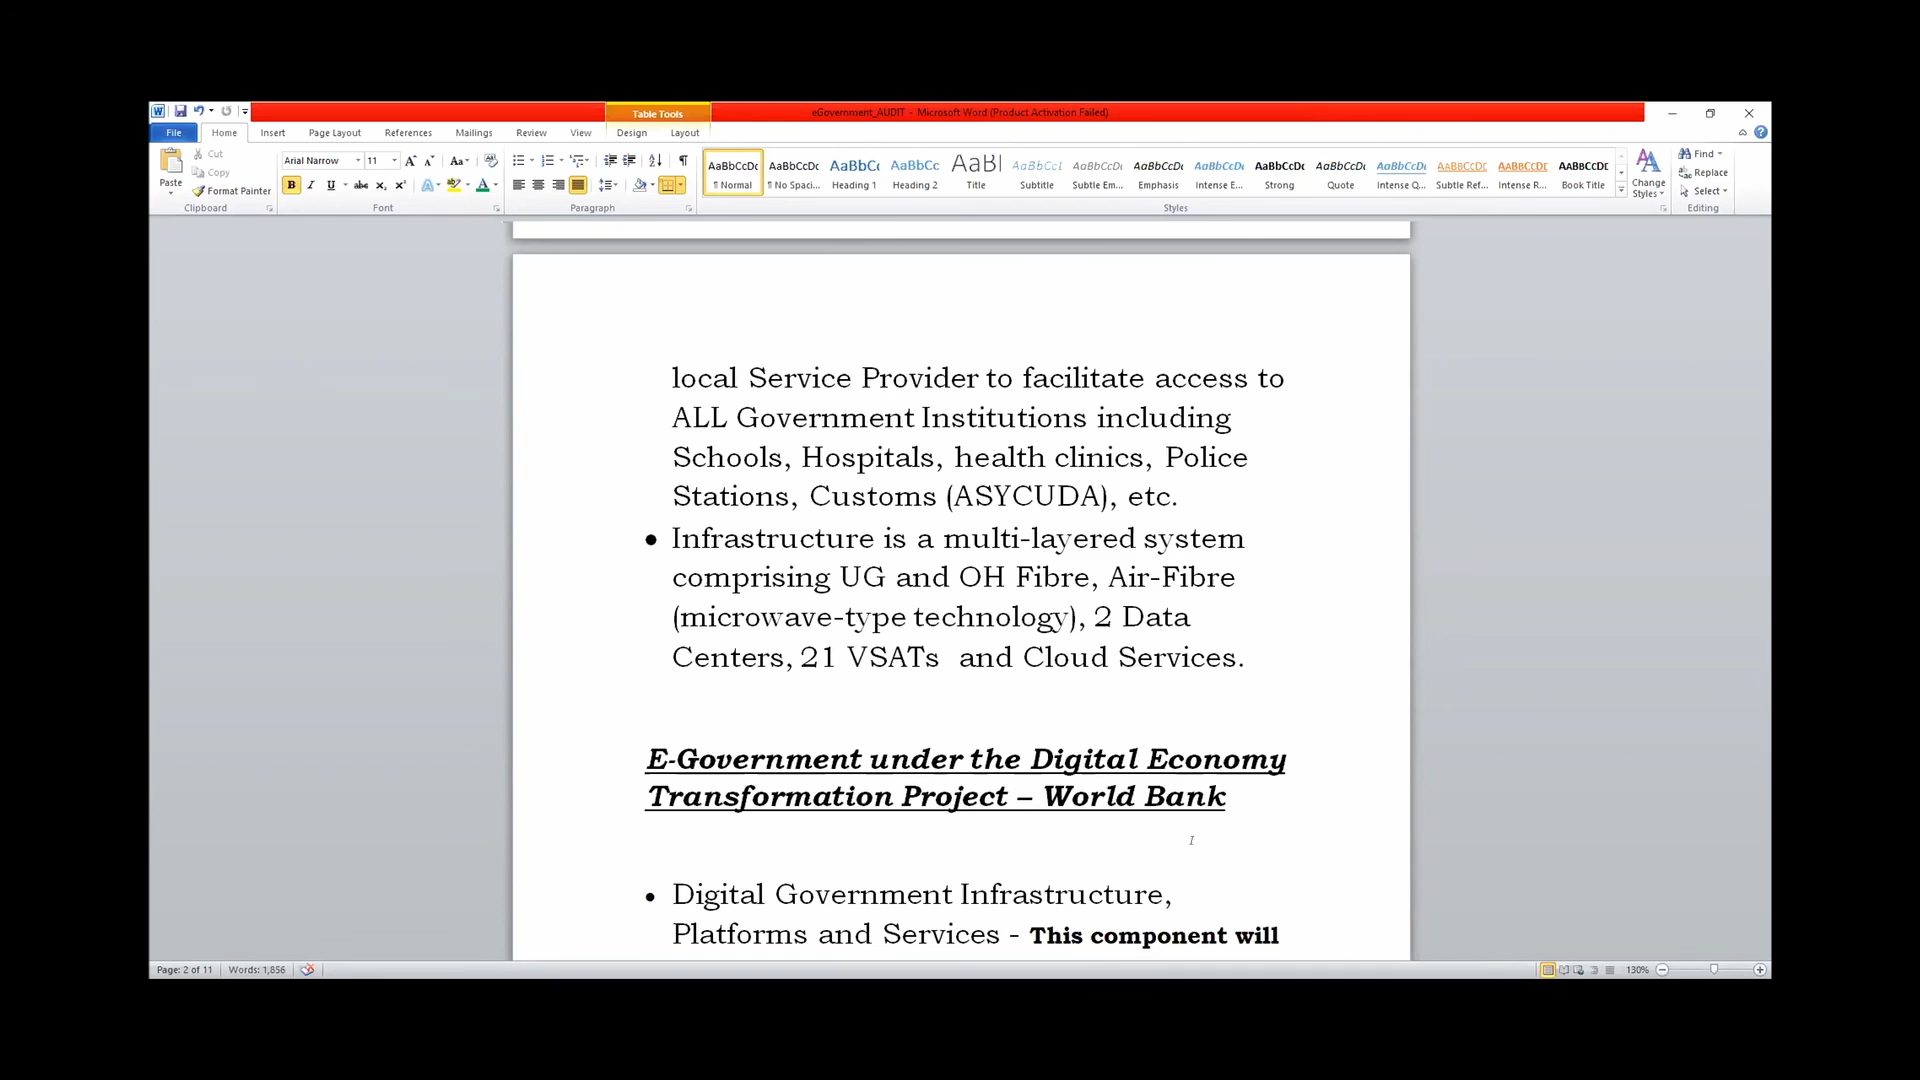 eGovernment_AUDIT - Microsoft Word (Product Activation Failed)
Table Tools
File Home Insert Page Layout References Mailings Review View Design Layout
Paste
Cut
Copy
Format Painter
Clipboard
Arial Narrow 11
Font
Paragraph
AaBbCcDc AaBbCcDc AaBbCc AaBbCc AaBl AaBbCcL AaBbCcDc AaBbCcDc AaBbCcDc AaBbCcDc AaBbCcDc AaBbCcDc AaBbCcDc AaBbCcDc AaBbCcDc
¶ Normal ¶ No Spaci... Heading 1 Heading 2 Title Subtitle Subtle Em... Emphasis Intense E... Strong Quote Intense Q... Subtle Ref... Intense R... Book Title
Styles
Change Styles
Find
Replace
Select
Editing
local Service Provider to facilitate access to
ALL Government Institutions including
Schools, Hospitals, health clinics, Police
Stations, Customs (ASYCUDA), etc.
• Infrastructure is a multi-layered system
comprising UG and OH Fibre, Air-Fibre
(microwave-type technology), 2 Data
Centers, 21 VSATs and Cloud Services.
E-Government under the Digital Economy
Transformation Project – World Bank
• Digital Government Infrastructure,
Platforms and Services - This component will
Page: 2 of 11 Words: 1,856 130%